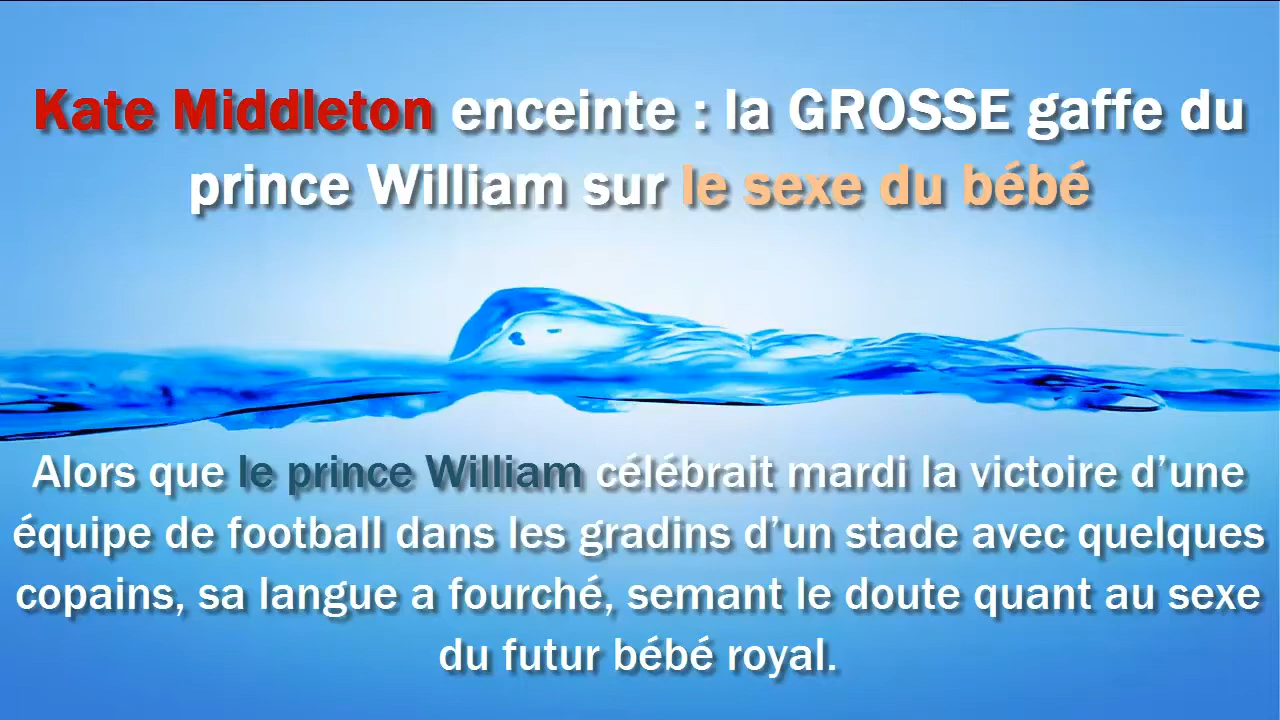 Kate Middleton enceinte : la GROSSE gaffe du
prince William sur le sexe du bébé
Alors que le prince William célébrait mardi la victoire d’une
équipe de football dans les gradins d’un stade avec quelques
copains, sa langue a fourché, semant le doute quant au sexe
du futur bébé royal.